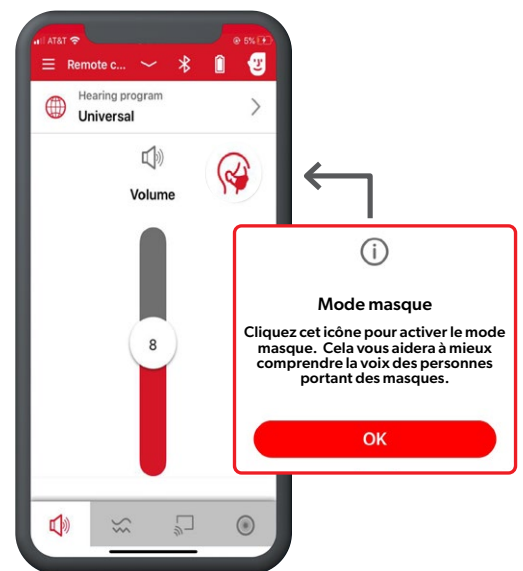 AT&T
5%
Remote c...
Hearing program
Universal
Volume
8
Mode masque
Cliquez cet icône pour activer le mode
masque. Cela vous aidera à mieux
comprendre la voix des personnes
portant des masques.
OK